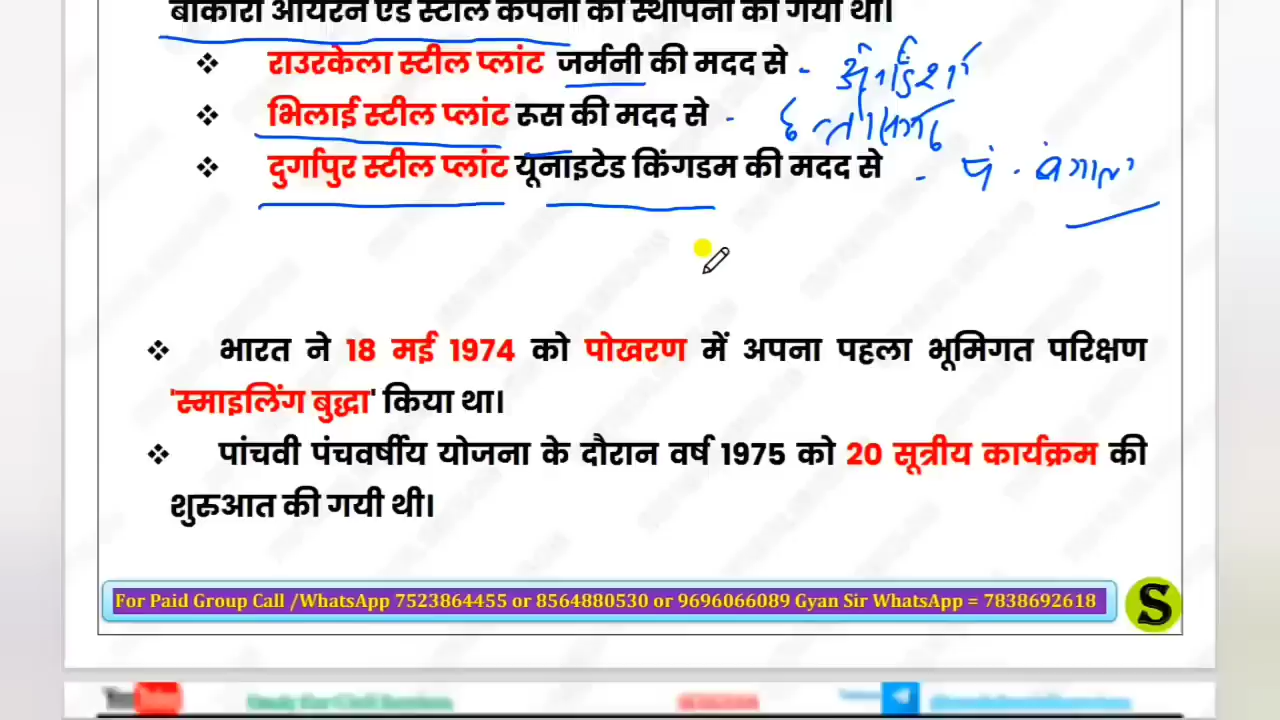 बोकारो आयरन एंड स्टील कंपनी की स्थापना की गयी थी।
❖ राउरकेला स्टील प्लांट जर्मनी की मदद से - ओडिशा
❖ भिलाई स्टील प्लांट रूस की मदद से - छत्तीसगढ़
❖ दुर्गापुर स्टील प्लांट यूनाइटेड किंगडम की मदद से - पं. बंगाल
❖ भारत ने 18 मई 1974 को पोखरण में अपना पहला भूमिगत परिक्षण
'स्माइलिंग बुद्धा' किया था।
❖ पांचवी पंचवर्षीय योजना के दौरान वर्ष 1975 को 20 सूत्रीय कार्यक्रम की
शुरुआत की गयी थी।
For Paid Group Call /WhatsApp 7523864455 or 8564880530 or 9696066089 Gyan Sir WhatsApp = 7838692618
S